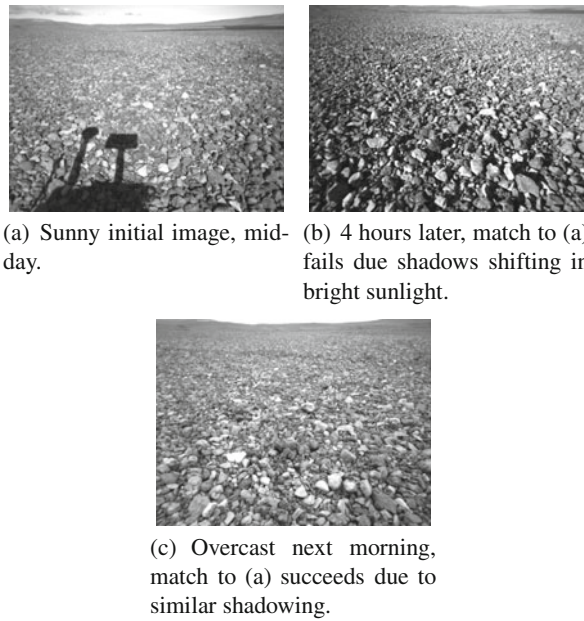 (a) Sunny initial image, mid-
day.
(b) 4 hours later, match to (a)
fails due shadows shifting in
bright sunlight.
(c) Overcast next morning,
match to (a) succeeds due to
similar shadowing.